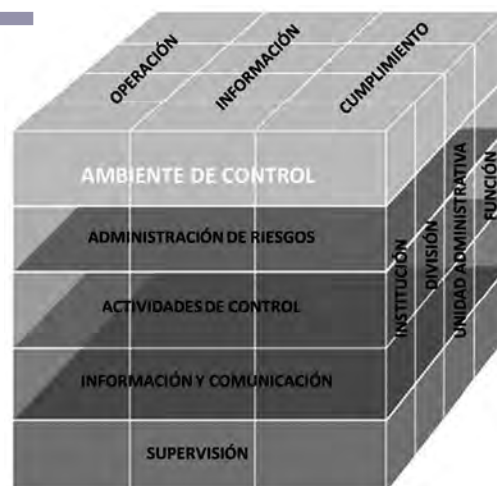 OPERACIÓN
INFORMACIÓN
CUMPLIMIENTO
AMBIENTE DE CONTROL
ADMINISTRACIÓN DE RIESGOS
ACTIVIDADES DE CONTROL
INFORMACIÓN Y COMUNICACIÓN
SUPERVISIÓN
INSTITUCIÓN
DIVISIÓN
UNIDAD ADMINISTRATIVA
FUNCIÓN